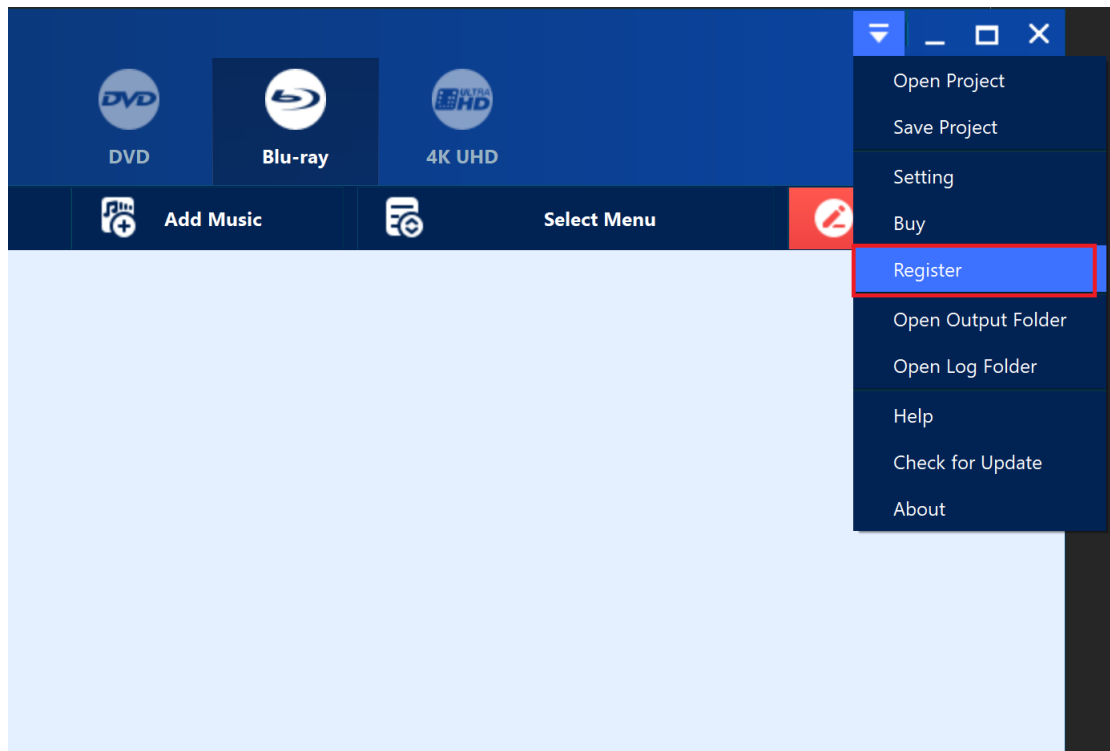 DVD
ULTRA
HD
DVD
Blu-ray
4K UHD
Add Music
Select Menu
Open Project
Save Project
Setting
Buy
Register
Open Output Folder
Open Log Folder
Help
Check for Update
About